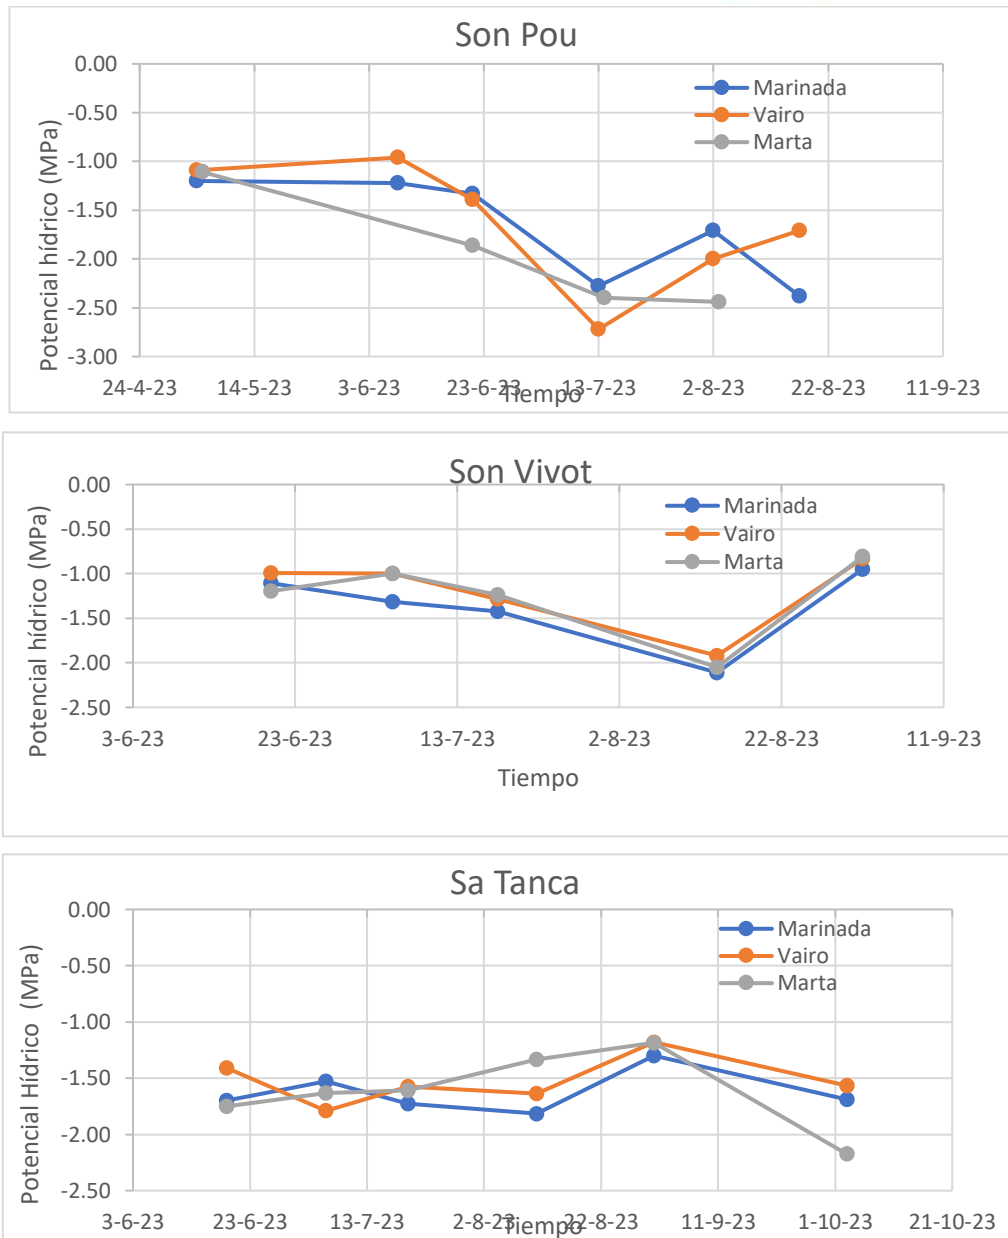 Son Pou
0.00
-0.50
-1.00
-1.50
-2.00
-2.50
-3.00
Potencial hídrico (MPa)
Marinada
Vairo
Marta
24-4-23 14-5-23 3-6-23 23-6-23 13-7-23 2-8-23 22-8-23 11-9-23
Tiempo
Son Vivot
0.00
-0.50
-1.00
-1.50
-2.00
-2.50
Potencial hídrico (MPa)
Marinada
Vairo
Marta
3-6-23 23-6-23 13-7-23 2-8-23 22-8-23 11-9-23
Tiempo
Sa Tanca
0.00
-0.50
-1.00
-1.50
-2.00
-2.50
Potencial Hídrico (MPa)
Marinada
Vairo
Marta
3-6-23 23-6-23 13-7-23 2-8-23 22-8-23 11-9-23 1-10-23 21-10-23
Tiempo